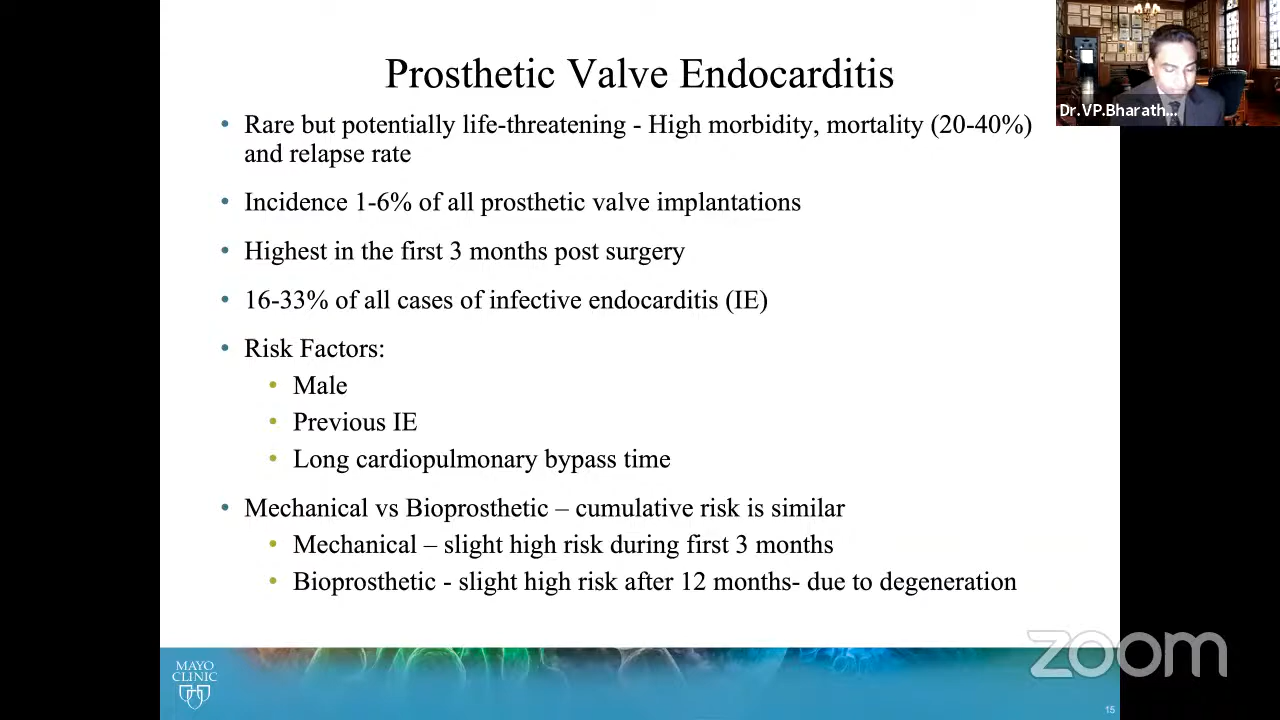 Prosthetic Valve Endocarditis
• Rare but potentially life-threatening - High morbidity, mortality (20-40%)
and relapse rate
• Incidence 1-6% of all prosthetic valve implantations
• Highest in the first 3 months post surgery
• 16-33% of all cases of infective endocarditis (IE)
• Risk Factors:
• Male
• Previous IE
• Long cardiopulmonary bypass time
• Mechanical vs Bioprosthetic – cumulative risk is similar
• Mechanical – slight high risk during first 3 months
• Bioprosthetic - slight high risk after 12 months- due to degeneration
Dr.VP.Bharath...
MAYO
CLINIC
zoom
15